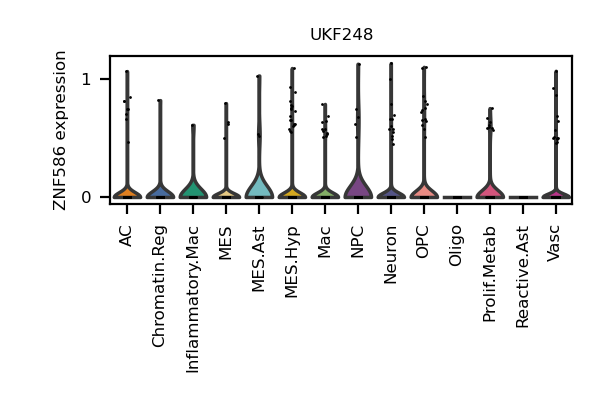 UKF248
ZNF586 expression
1
0
AC
Chromatin.Reg
Inflammatory.Mac
MES
MES.Ast
MES.Hyp
Mac
NPC
Neuron
OPC
Oligo
Prolif.Metab
Reactive.Ast
Vasc